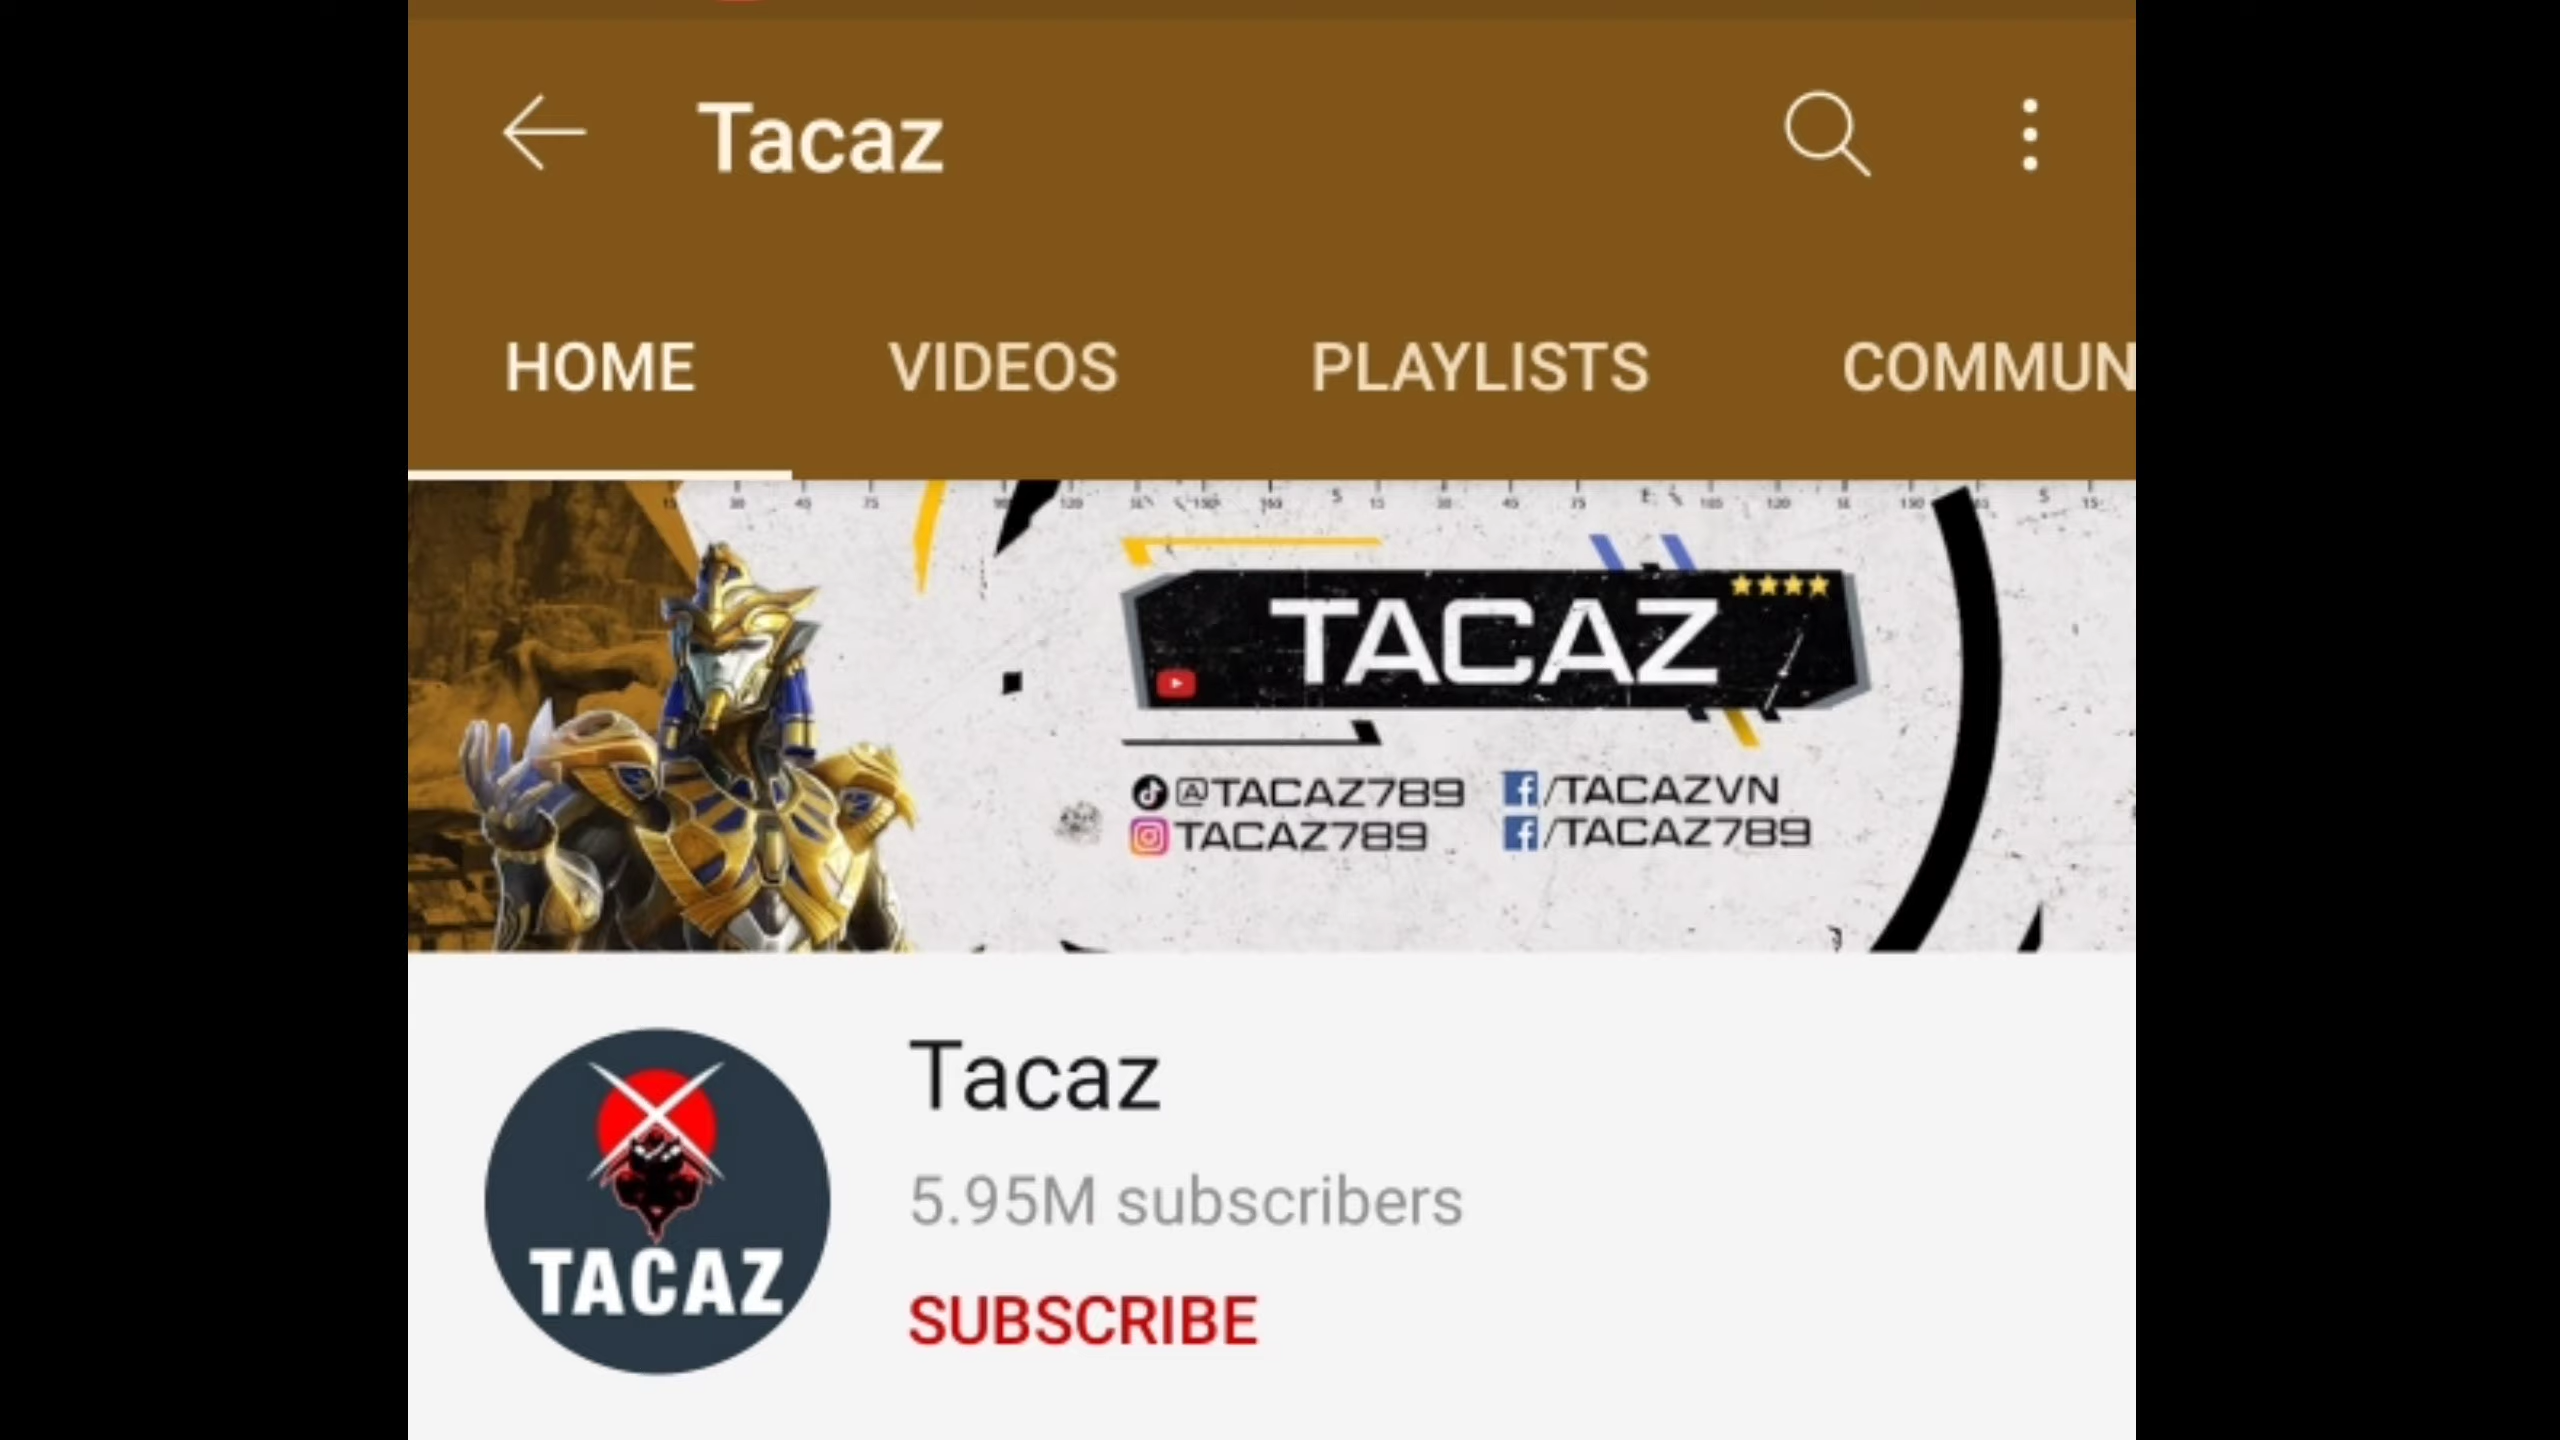 Tacaz
HOME VIDEOS PLAYLISTS COMMUN
TACAZ
@TACAZ789 /TACAZVN
TACAZ789 /TACAZ789
Tacaz
5.95M subscribers
SUBSCRIBE
TACAZ